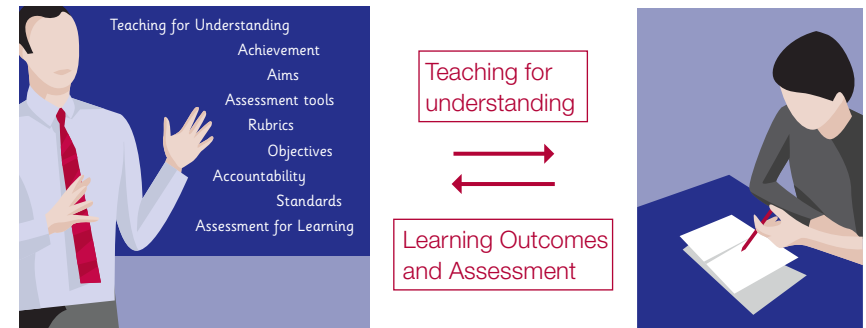 Teaching for Understanding
Achievement
Aims
Assessment tools
Rubrics
Objectives
Accountability
Standards
Assessment for Learning
Teaching for
understanding
Learning Outcomes
and Assessment